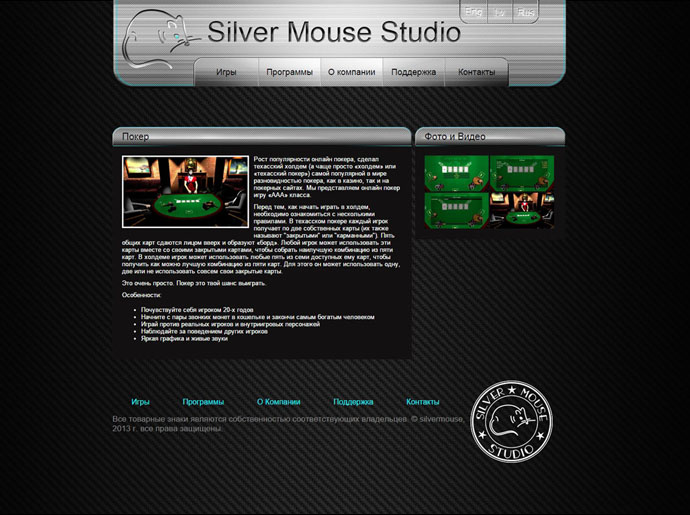 Eng Rus
Silver Mouse Studio
Игры Программы О компании Поддержка Контакты
Покер
Фото и Видео
Рост популярности онлайн покера, сделал
техасский холдем (а чаще просто «холдем» или
«техасский покер») самой популярной в мире
разновидностью покера, как в казино, так и на
покерных сайтах. Мы представляем онлайн покер
игру «ААА» класса.
Перед тем, как начать играть в холдем,
необходимо ознакомиться с несколькими
правилами. В техасском покере каждый игрок
получает по две собственных карты (их также
называют "закрытыми" или "карманными"). Пять
общих карт сдаются лицом вверх и образуют «борд». Любой игрок может использовать эти
карты вместе со своими закрытыми картами, чтобы собрать наилучшую комбинацию из пяти
карт. В холдеме игрок может использовать любые пять из семи доступных ему карт, чтобы
получить как можно лучшую комбинацию из пяти карт. Для этого он может использовать одну,
две или не использовать совсем свои закрытые карты.
Это очень просто. Покер это твой шанс выиграть.
Особенности:
Почувствуйте себя игроком 20-х годов
Начните с пары звонких монет в кошельке и закончи самым богатым человеком
Играй против реальных игроков и внутриигровых персонажей
Наблюдайте за поведением других игроков
Яркая графика и живые звуки
Игры Программы О Компании Поддержка Контакты
Все товарные знаки являются собственностью соответствующих владельцев. © silvermouse,
2013 г. все права защищены
SILVER ★ MOUSE
★ STUDIO ★